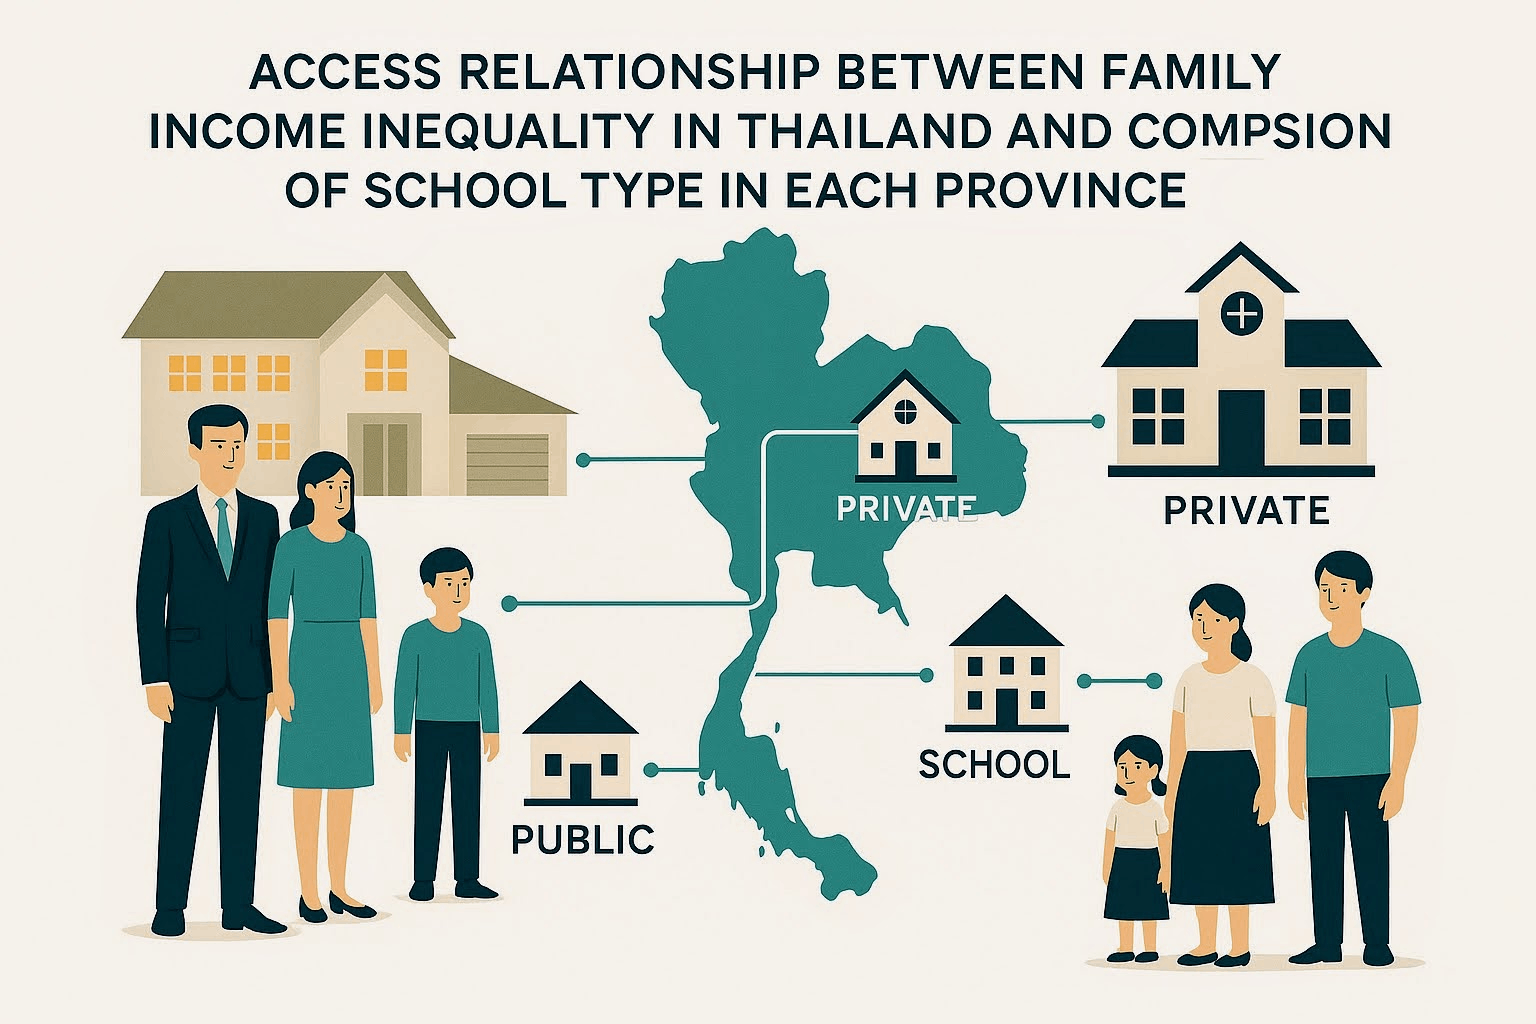 ACCESS RELATIONSHIP BETWEEN FAMILY
INCOME INEQUALITY IN THAILAND AND COMPSION
OF SCHOOL TYPE IN EACH PROVINCE
PRIVATE
PRIVATE
SCHOOL
PUBLIC